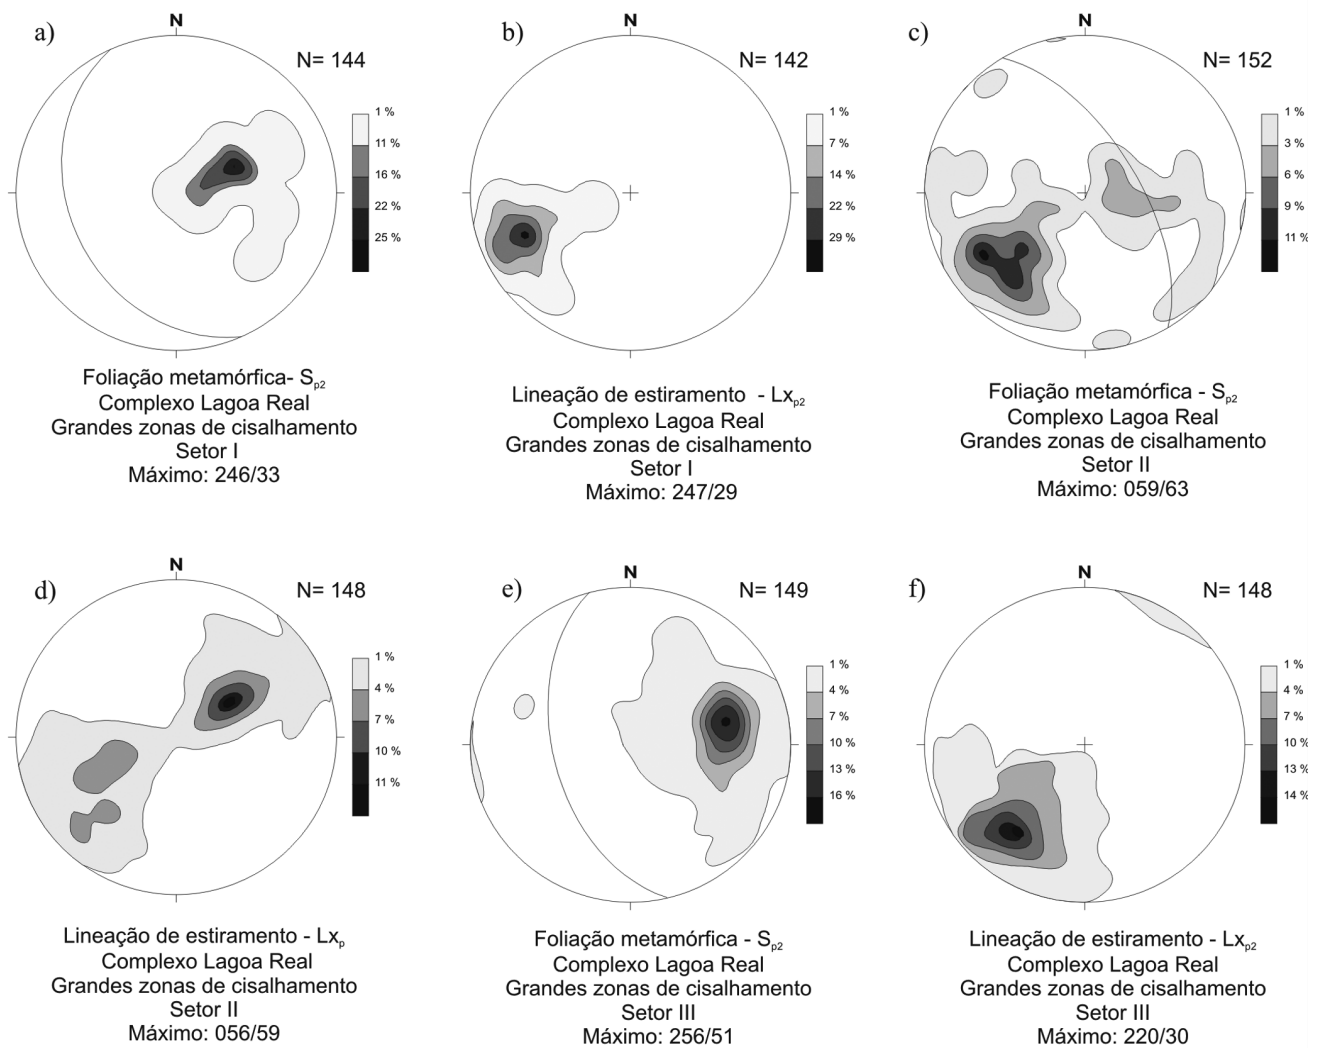 a)
N
N= 144
1 %
11 %
16 %
22 %
25 %
Foliação metamórfica- Sp2
Complexo Lagoa Real
Grandes zonas de cisalhamento
Setor I
Máximo: 246/33
b)
N
N= 142
1 %
7 %
14 %
22 %
29 %
Lineação de estiramento - Lxp2
Complexo Lagoa Real
Grandes zonas de cisalhamento
Setor I
Máximo: 247/29
c)
N
N= 152
1 %
3 %
6 %
9 %
11 %
Foliação metamórfica - Sp2
Complexo Lagoa Real
Grandes zonas de cisalhamento
Setor II
Máximo: 059/63
d)
N
N= 148
1 %
4 %
7 %
10 %
11 %
Lineação de estiramento - Lxp
Complexo Lagoa Real
Grandes zonas de cisalhamento
Setor II
Máximo: 056/59
e)
N
N= 149
1 %
4 %
7 %
10 %
13 %
16 %
Foliação metamórfica - Sp2
Complexo Lagoa Real
Grandes zonas de cisalhamento
Setor III
Máximo: 256/51
f)
N
N= 148
1 %
4 %
7 %
10 %
13 %
14 %
Lineação de estiramento - Lxp2
Complexo Lagoa Real
Grandes zonas de cisalhamento
Setor III
Máximo: 220/30